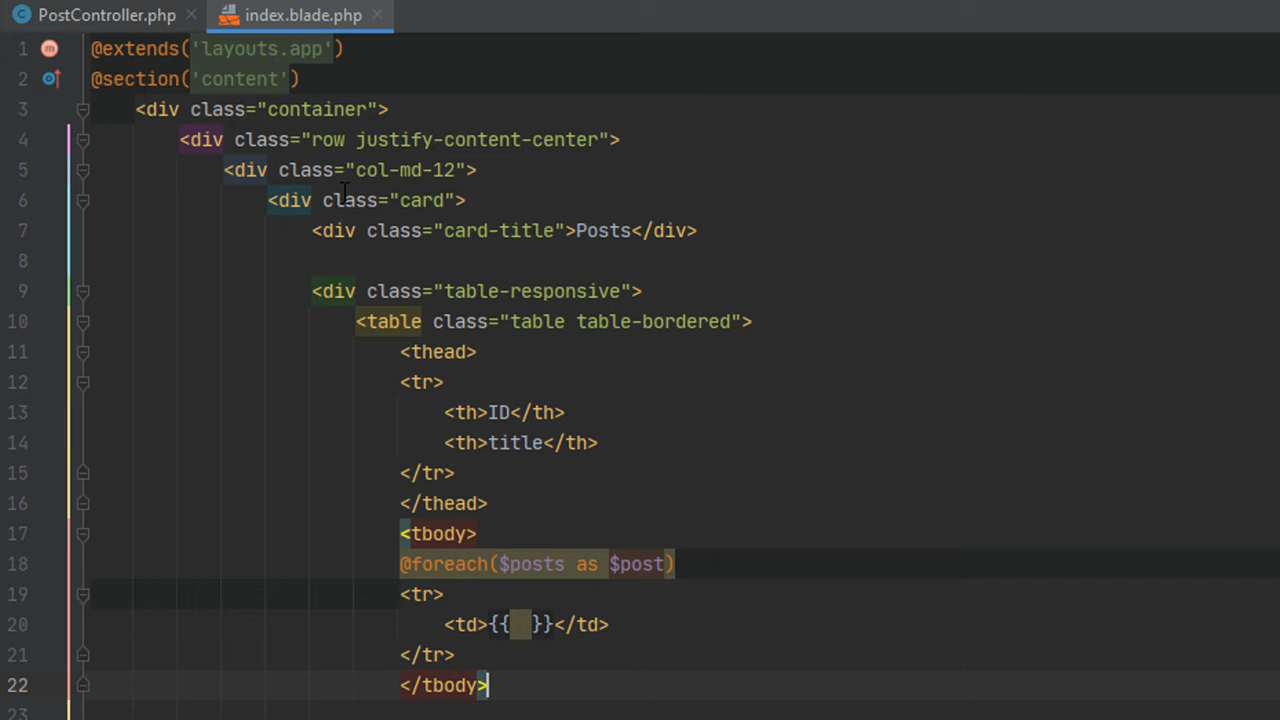 PostController.php
index.blade.php
1 @extends('layouts.app')
2 @section('content')
3 <div class="container">
4 <div class="row justify-content-center">
5 <div class="col-md-12">
6 <div class="card">
7 <div class="card-title">Posts</div>
8
9 <div class="table-responsive">
10 <table class="table table-bordered">
11 <thead>
12 <tr>
13 <th>ID</th>
14 <th>title</th>
15 </tr>
16 </thead>
17 <tbody>
18 @foreach($posts as $post)
19 <tr>
20 <td>{{  }}</td>
21 </tr>
22 </tbody>
23